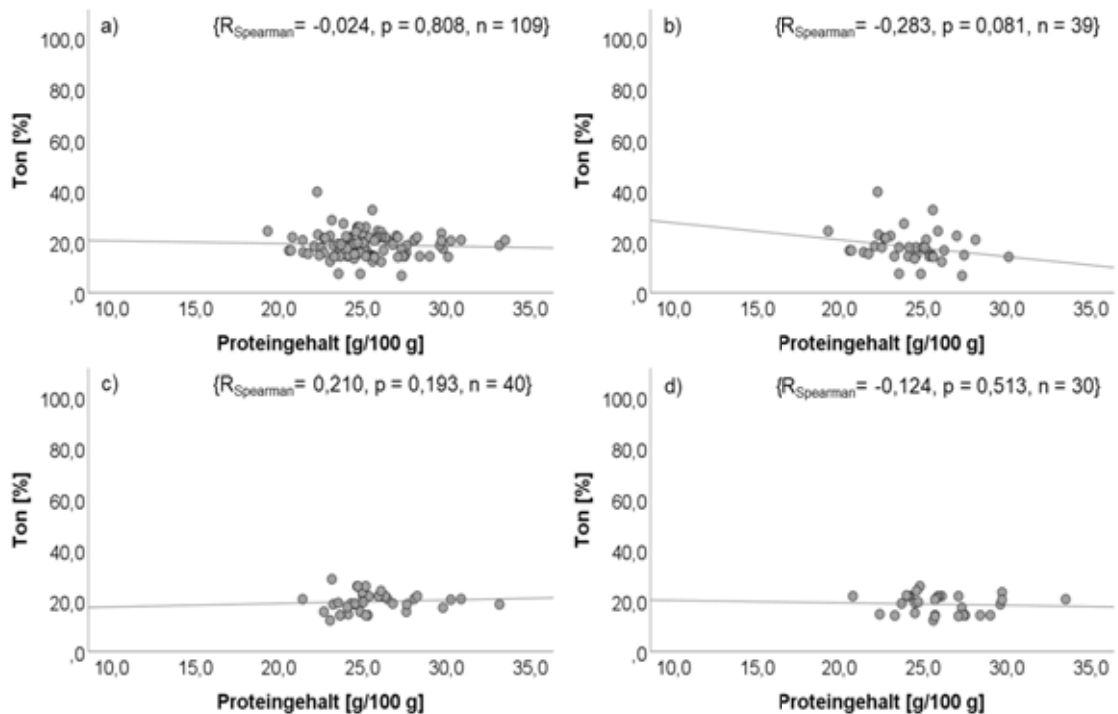 a) {R_Spearman= -0,024, p = 0,808, n = 109}
100,0
80,0
60,0
40,0
20,0
,0
Ton [%]
10,0 15,0 20,0 25,0 30,0 35,0
Proteingehalt [g/100 g]
b) {R_Spearman= -0,283, p = 0,081, n = 39}
100,0
80,0
60,0
40,0
20,0
,0
Ton [%]
10,0 15,0 20,0 25,0 30,0 35,0
Proteingehalt [g/100 g]
c) {R_Spearman= 0,210, p = 0,193, n = 40}
100,0
80,0
60,0
40,0
20,0
,0
Ton [%]
10,0 15,0 20,0 25,0 30,0 35,0
Proteingehalt [g/100 g]
d) {R_Spearman= -0,124, p = 0,513, n = 30}
100,0
80,0
60,0
40,0
20,0
,0
Ton [%]
10,0 15,0 20,0 25,0 30,0 35,0
Proteingehalt [g/100 g]